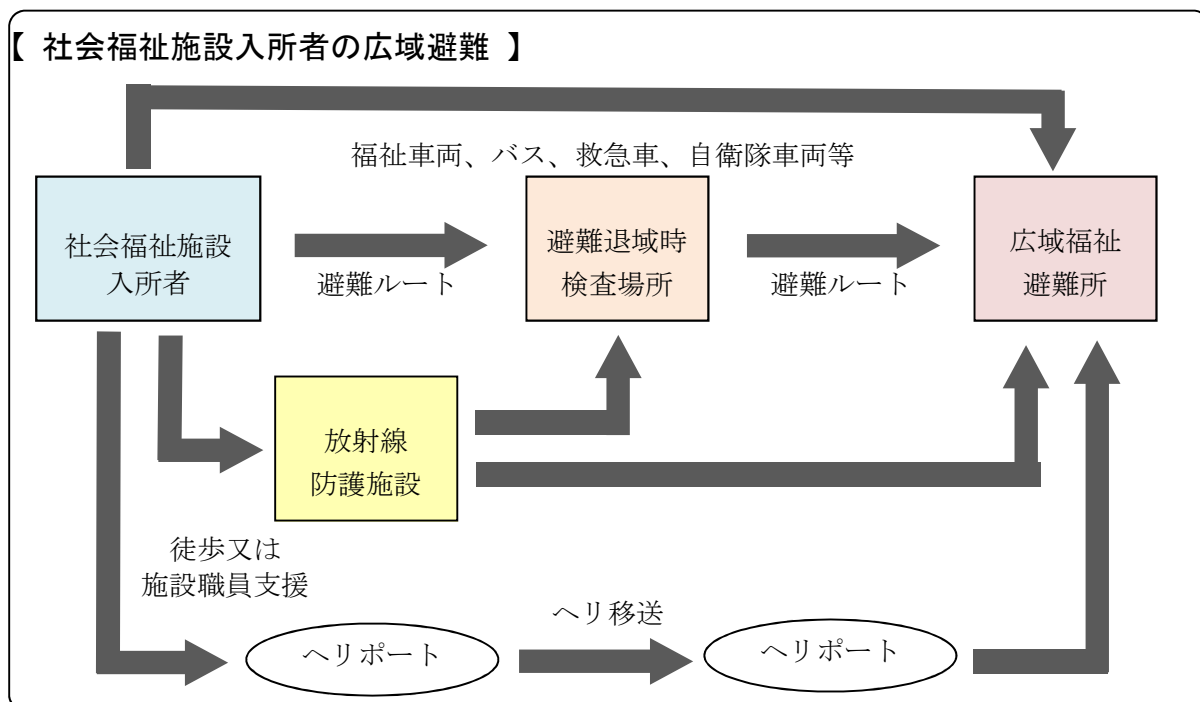 【 社会福祉施設入所者の広域避難 】
福祉車両、バス、救急車、自衛隊車両等
社会福祉施設
入所者
避難ルート
避難退域時
検査場所
避難ルート
広域福祉
避難所
放射線
防護施設
徒歩又は
施設職員支援
ヘリポート
ヘリ移送
ヘリポート